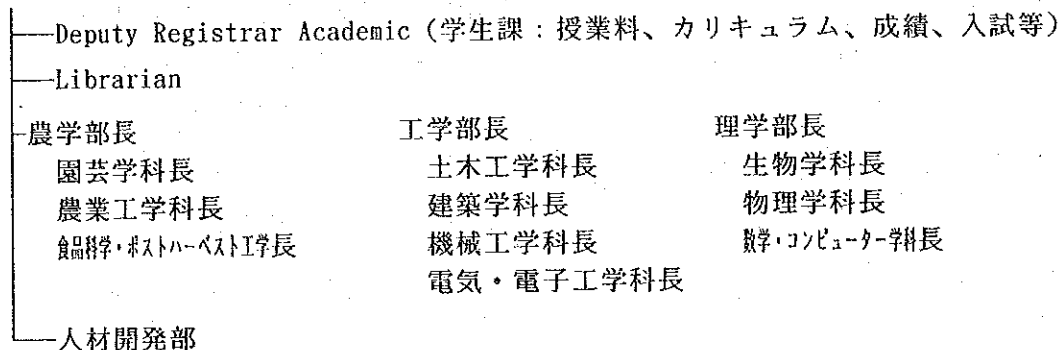 Deputy Registrar Academic (学生課：授業料、カリキュラム、成績、入試等)
Librarian
農学部長 工学部長 理学部長
園芸学科長 土木工学科長 生物学科長
農業工学科長 建築学科長 物理学科長
食品科学・ポストハーベスト工学長 機械工学科長 数学・コンピューター学科長
電気・電子工学科長
人材開発部